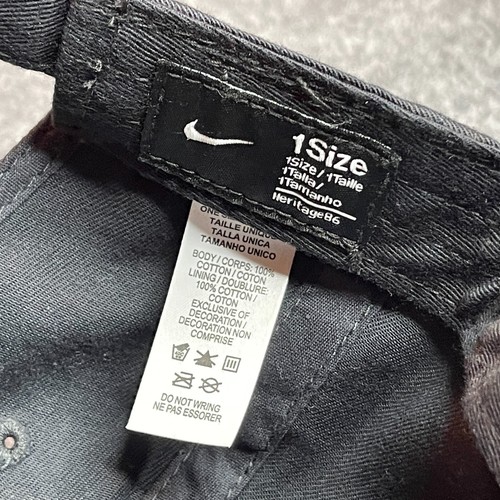 1Size
1Size/1Taille
1Talla/
1Tamanho
Heritage86
ONE SIZE
TAILLE UNIQUE
TALLA UNICA
TAMANHO UNICO
BODY / CORPS: 100%
COTTON / COTON
LINING / DOUBLURE:
100% COTTON /
COTON
EXCLUSIVE OF
DECORATION /
DECORATION NON
COMPRISE
DO NOT WRING
NE PAS ESSORER